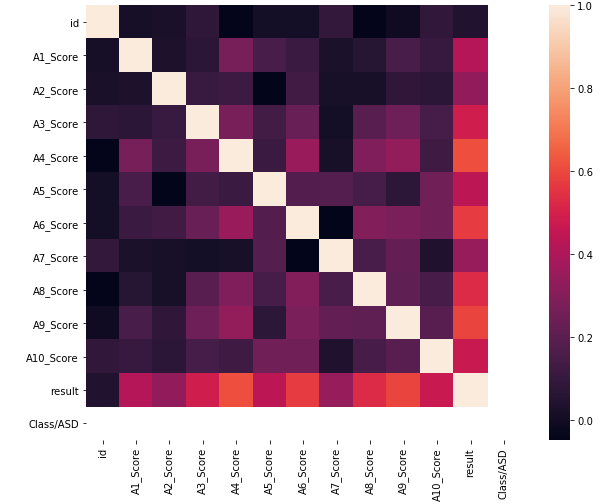 id
A1_Score
A2_Score
A3_Score
A4_Score
A5_Score
A6_Score
A7_Score
A8_Score
A9_Score
A10_Score
result
Class/ASD
id
A1_Score
A2_Score
A3_Score
A4_Score
A5_Score
A6_Score
A7_Score
A8_Score
A9_Score
A10_Score
result
Class/ASD
1.0
0.8
0.6
0.4
0.2
0.0